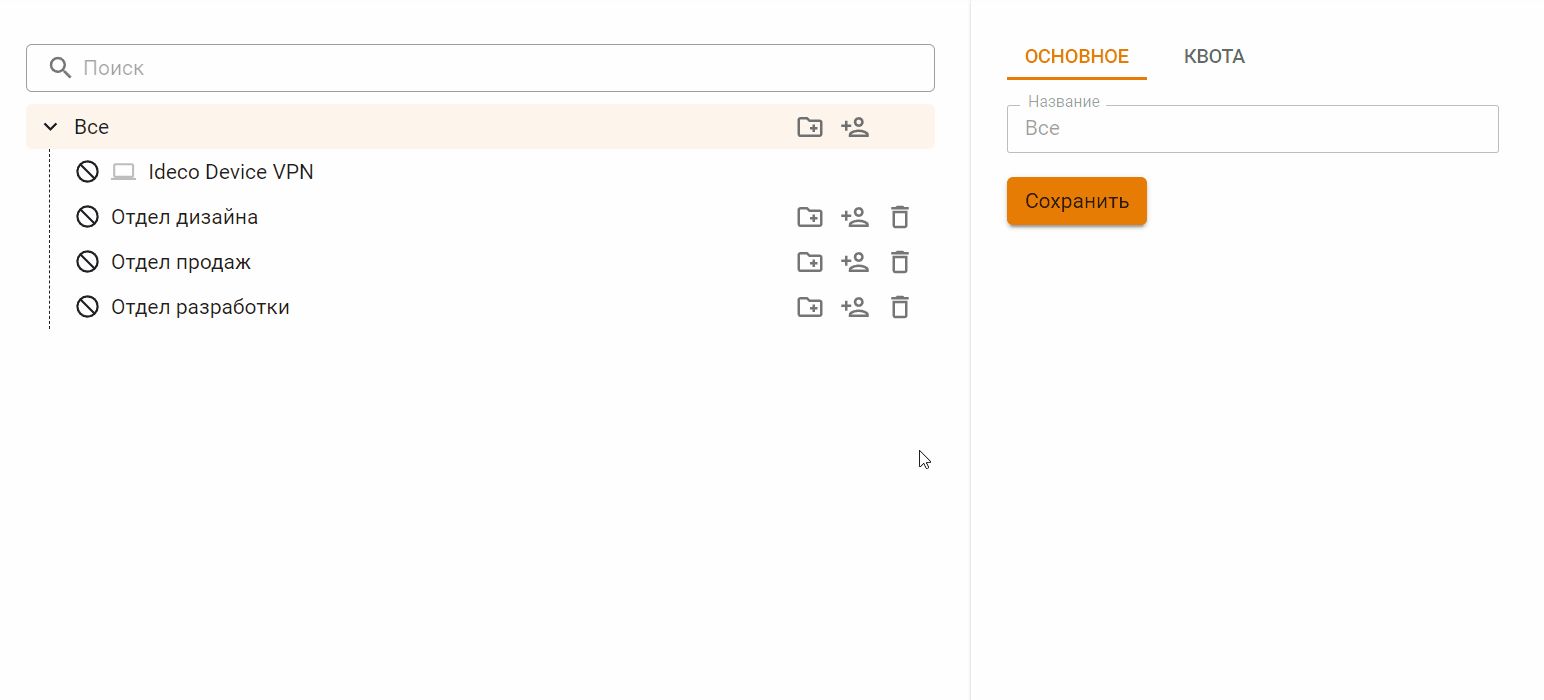 Поиск
Все
Ideco Device VPN
Отдел дизайна
Отдел продаж
Отдел разработки
ОСНОВНОЕ КВОТА
Название
Все
Сохранить